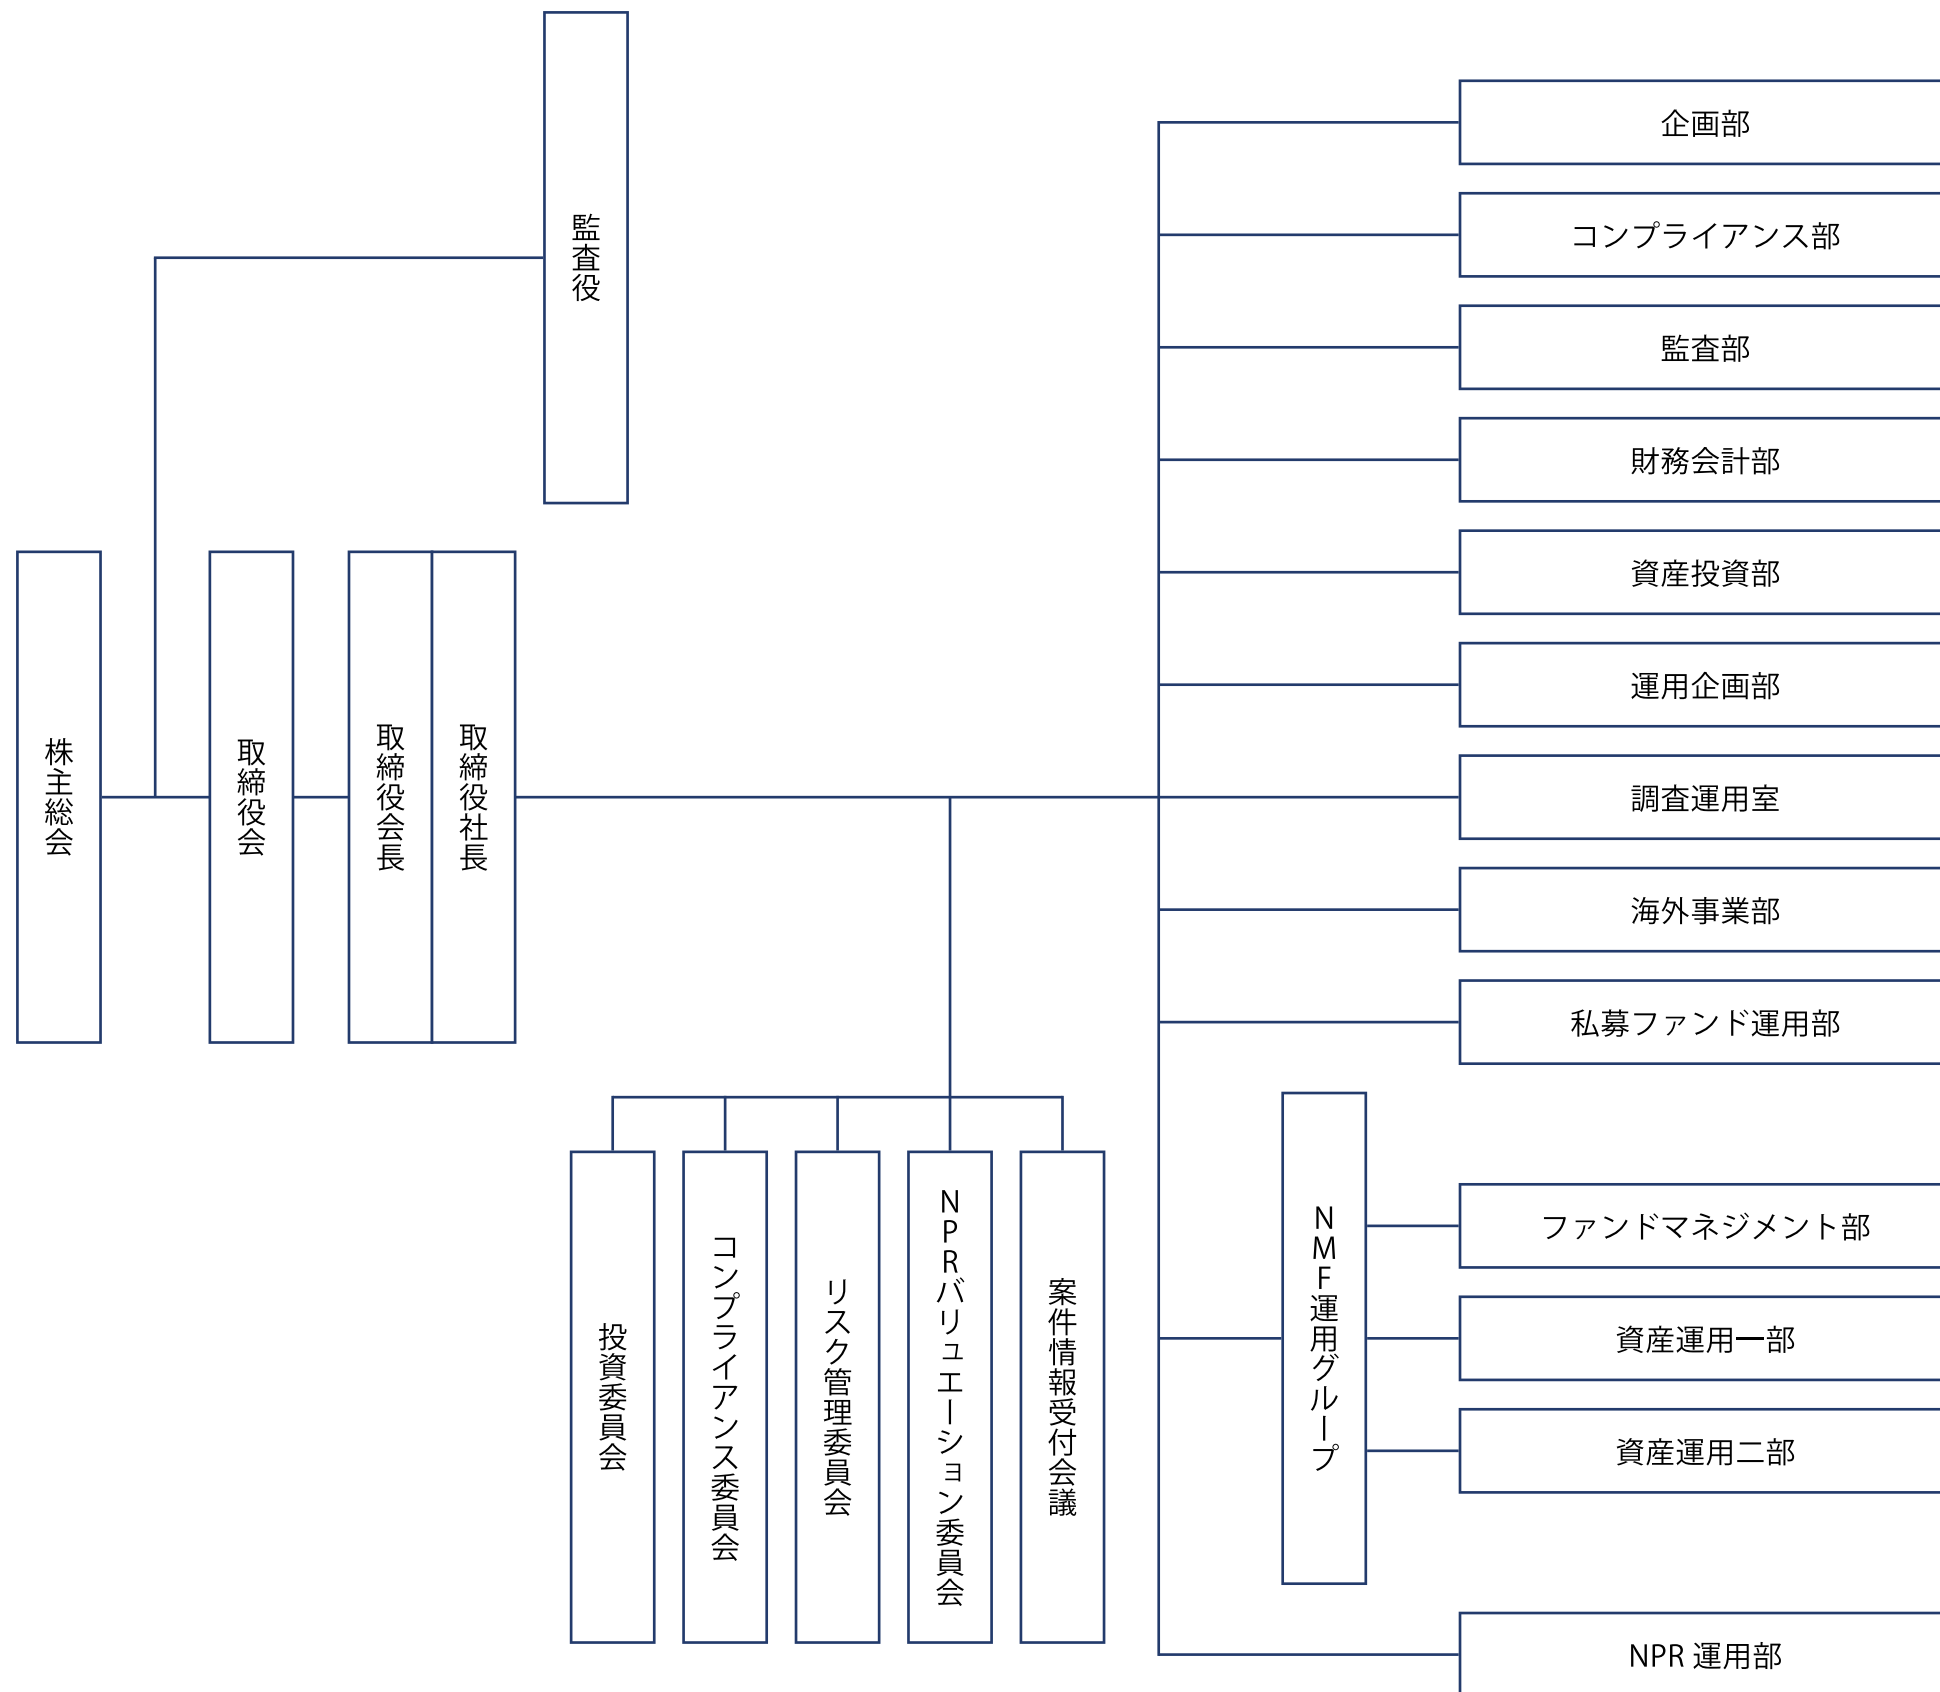 監査役
株主総会
取締役会
取締役会長
取締役社長
企画部
コンプライアンス部
監査部
財務会計部
資産投資部
運用企画部
調査運用室
海外事業部
私募ファンド運用部
NMF運用グループ
ファンドマネジメント部
資産運用一部
資産運用二部
NPR 運用部
投資委員会
コンプライアンス委員会
リスク管理委員会
NPRバリュエーション委員会
案件情報受付会議